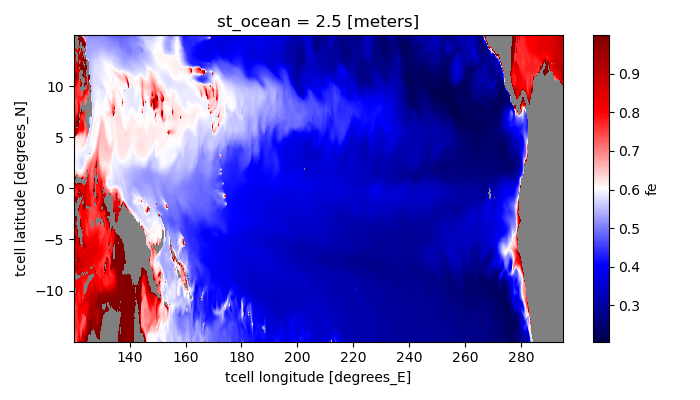 st_ocean = 2.5 [meters]
10
5
0
−5
−10
tcell latitude [degrees_N]
140 160 180 200 220 240 260 280
tcell longitude [degrees_E]
0.9
0.8
0.7
0.6
0.5
0.4
0.3
fe